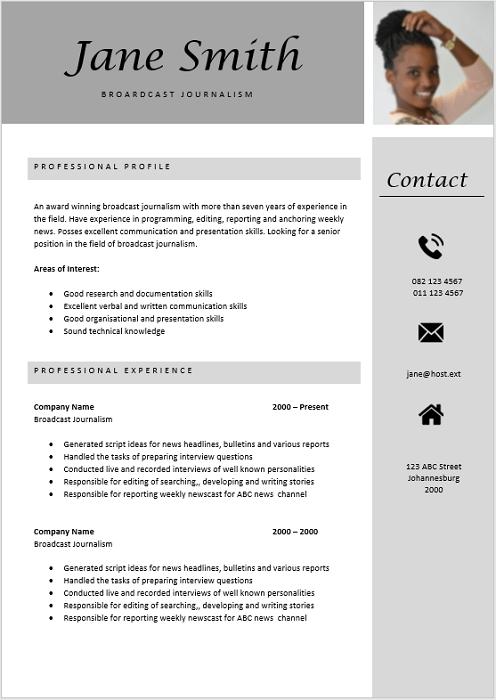 Jane Smith
BROARDCAST JOURNALISM
PROFESSIONAL PROFILE
An award winning broadcast journalism with more than seven years of experience in
the field. Have experience in programming, editing, reporting and anchoring weekly
news. Posses excellent communication and presentation skills. Looking for a senior
position in the field of broadcast journalism.
Areas of Interest:
• Good research and documentation skills
• Excellent verbal and written communication skills
• Good organisational and presentation skills
• Sound technical knowledge
PROFESSIONAL EXPERIENCE
Company Name 2000 – Present
Broadcast Journalism
• Generated script ideas for news headlines, bulletins and various reports
• Handled the tasks of preparing interview questions
• Conducted live and recorded interviews of well known personalities
• Responsible for editing of searching,, developing and writing stories
• Responsible for reporting weekly newscast for ABC news channel
Company Name 2000 – 2000
Broadcast Journalism
• Generated script ideas for news headlines, bulletins and various reports
• Handled the tasks of preparing interview questions
• Conducted live and recorded interviews of well known personalities
• Responsible for editing of searching,, developing and writing stories
• Responsible for reporting weekly newscast for ABC news channel
Contact
082 123 4567
011 123 4567
jane@host.ext
123 ABC Street
Johannesburg
2000